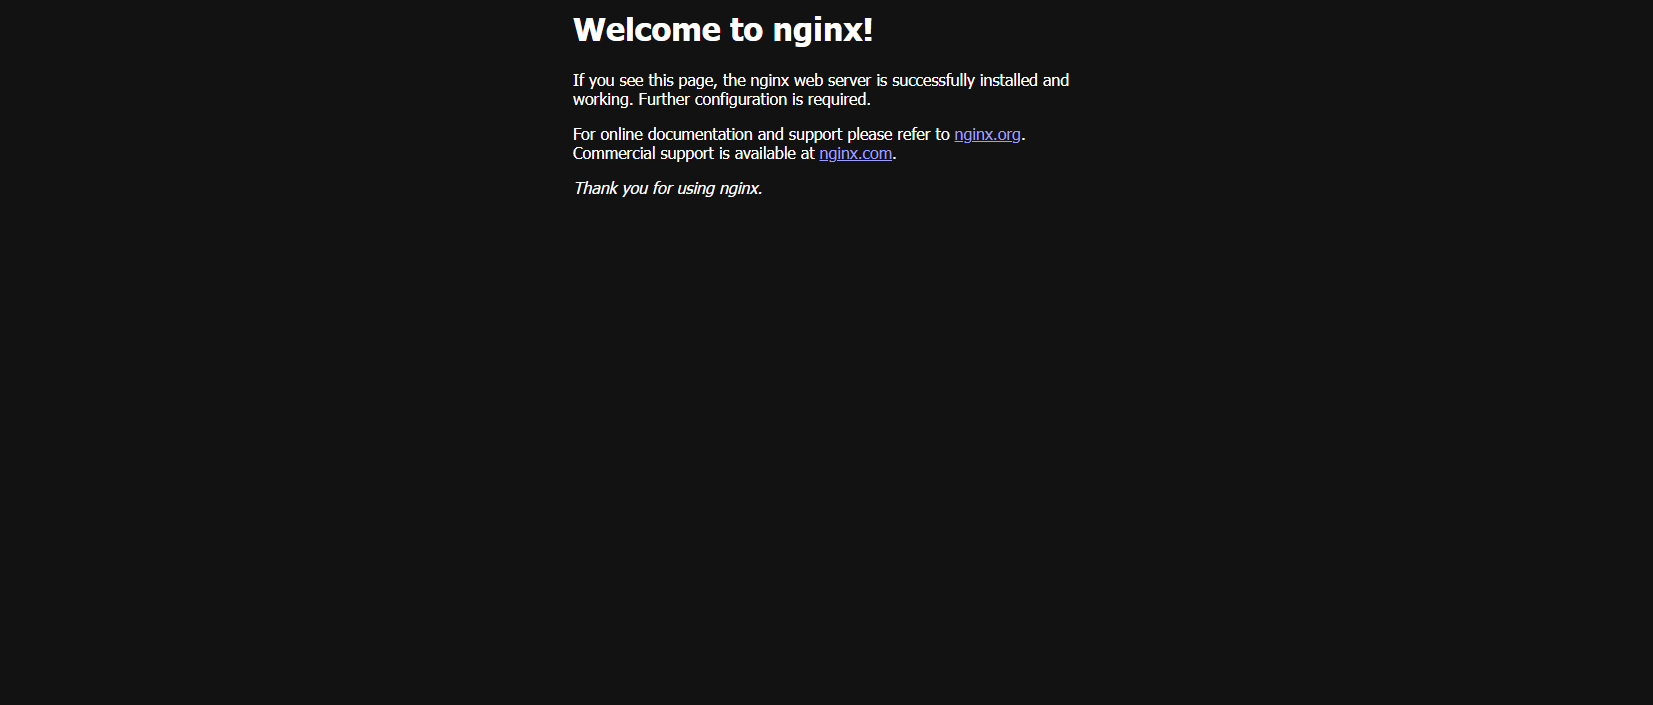 Welcome to nginx!
If you see this page, the nginx web server is successfully installed and
working. Further configuration is required.
For online documentation and support please refer to nginx.org.
Commercial support is available at nginx.com.
Thank you for using nginx.